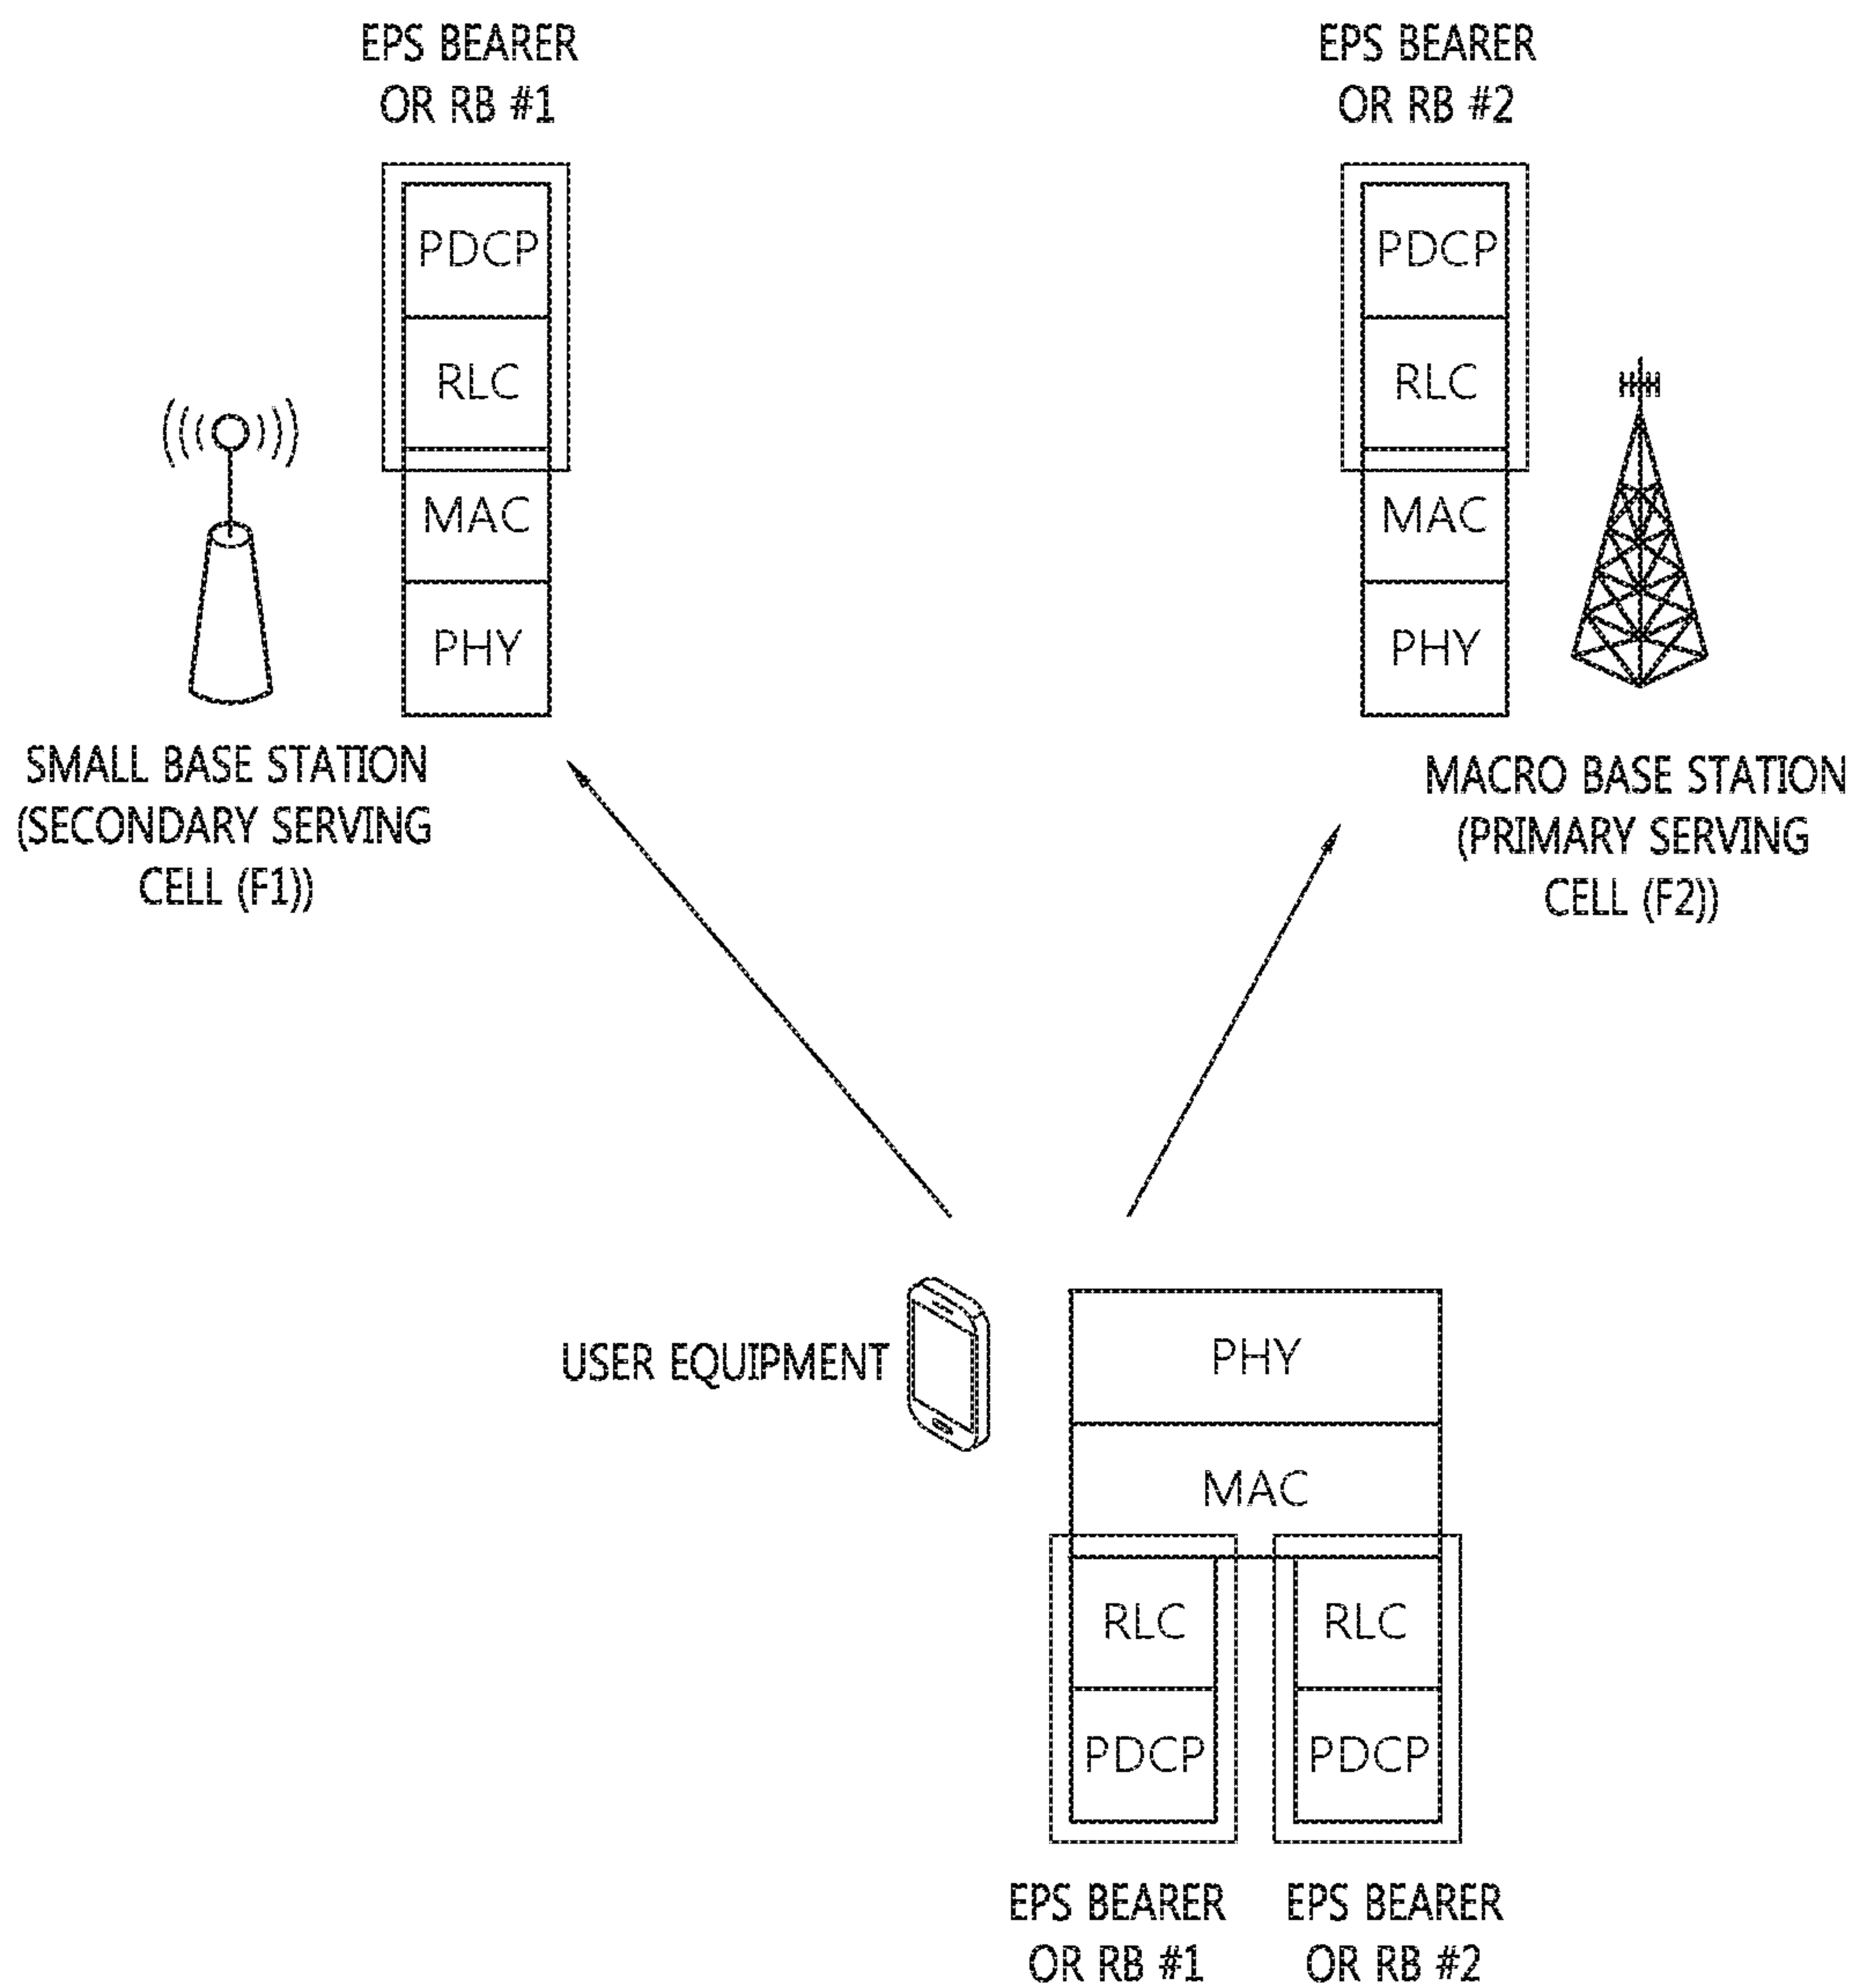 EPS BEARER
OR RB #1
PDCP
RLC
MAC
PHY
SMALL BASE STATION
(SECONDARY SERVING
CELL (F1))
EPS BEARER
OR RB #2
PDCP
RLC
MAC
PHY
MACRO BASE STATION
(PRIMARY SERVING
CELL (F2))
USER EQUIPMENT
PHY
MAC
RLC
PDCP
EPS BEARER
OR RB #1
RLC
PDCP
EPS BEARER
OR RB #2